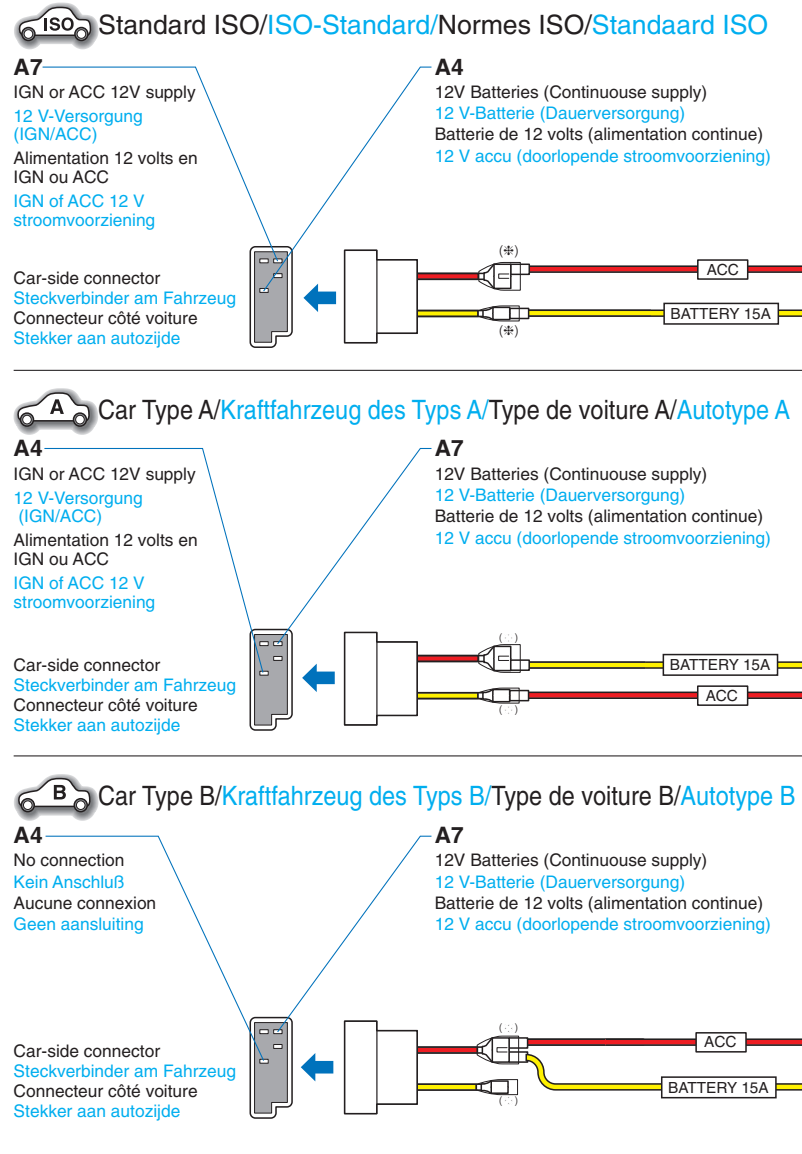 ISO Standard ISO/ISO-Standard/Normes ISO/Standaard ISO
A7
IGN or ACC 12V supply
12 V-Versorgung
(IGN/ACC)
Alimentation 12 volts en
IGN ou ACC
IGN of ACC 12 V
stroomvoorziening
A4
12V Batteries (Continuouse supply)
12 V-Batterie (Dauerversorgung)
Batterie de 12 volts (alimentation continue)
12 V accu (doorlopende stroomvoorziening)
Car-side connector
Steckverbinder am Fahrzeug
Connecteur côté voiture
Stekker aan autozijde
(❉)
ACC
BATTERY 15A
(❉)
A Car Type A/Kraftfahrzeug des Typs A/Type de voiture A/Autotype A
A4
IGN or ACC 12V supply
12 V-Versorgung
(IGN/ACC)
Alimentation 12 volts en
IGN ou ACC
IGN of ACC 12 V
stroomvoorziening
A7
12V Batteries (Continuouse supply)
12 V-Batterie (Dauerversorgung)
Batterie de 12 volts (alimentation continue)
12 V accu (doorlopende stroomvoorziening)
Car-side connector
Steckverbinder am Fahrzeug
Connecteur côté voiture
Stekker aan autozijde
(❉)
BATTERY 15A
ACC
(❉)
B Car Type B/Kraftfahrzeug des Typs B/Type de voiture B/Autotype B
A4
No connection
Kein Anschluß
Aucune connexion
Geen aansluiting
A7
12V Batteries (Continuouse supply)
12 V-Batterie (Dauerversorgung)
Batterie de 12 volts (alimentation continue)
12 V accu (doorlopende stroomvoorziening)
Car-side connector
Steckverbinder am Fahrzeug
Connecteur côté voiture
Stekker aan autozijde
(❉)
ACC
BATTERY 15A
(❉)